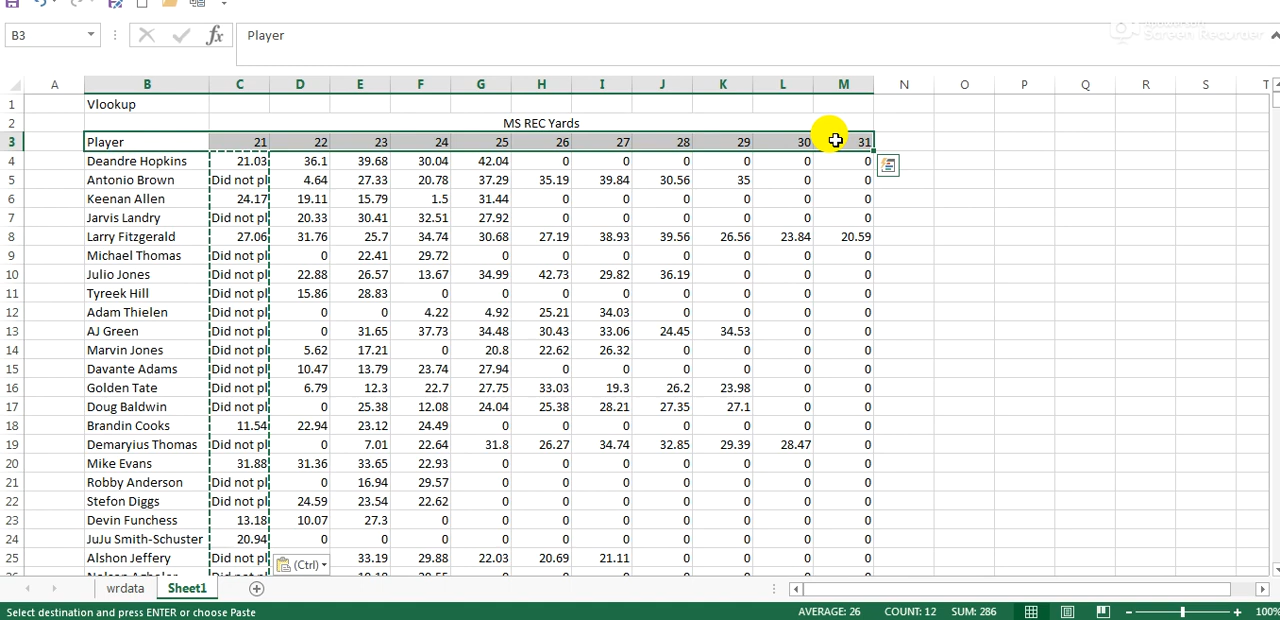 B3 fx Player
Screen Recorder
A B C D E F G H I J K L M N O P Q R S T
1 Vlookup
2 MS REC Yards
3 Player 21 22 23 24 25 26 27 28 29 30 31
4 Deandre Hopkins 21.03 36.1 39.68 30.04 42.04 0 0 0 0 0 0
5 Antonio Brown Did not pl 4.64 27.33 20.78 37.29 35.19 39.84 30.56 35 0 0
6 Keenan Allen 24.17 19.11 15.79 1.5 31.44 0 0 0 0 0 0
7 Jarvis Landry Did not pl 20.33 30.41 32.51 27.92 0 0 0 0 0 0
8 Larry Fitzgerald 27.06 31.76 25.7 34.74 30.68 27.19 38.93 39.56 26.56 23.84 20.59
9 Michael Thomas Did not pl 0 22.41 29.72 0 0 0 0 0 0 0
10 Julio Jones Did not pl 22.88 26.57 13.67 34.99 42.73 29.82 36.19 0 0 0
11 Tyreek Hill Did not pl 15.86 28.83 0 0 0 0 0 0 0 0
12 Adam Thielen Did not pl 0 0 4.22 4.92 25.21 34.03 0 0 0 0
13 AJ Green Did not pl 0 31.65 37.73 34.48 30.43 33.06 24.45 34.53 0 0
14 Marvin Jones Did not pl 5.62 17.21 0 20.8 22.62 26.32 0 0 0 0
15 Davante Adams Did not pl 10.47 13.79 23.74 27.94 0 0 0 0 0 0
16 Golden Tate Did not pl 6.79 12.3 22.7 27.75 33.03 19.3 26.2 23.98 0 0
17 Doug Baldwin Did not pl 0 25.38 12.08 24.04 25.38 28.21 27.35 27.1 0 0
18 Brandin Cooks 11.54 22.94 23.12 24.49 0 0 0 0 0 0 0
19 Demaryius Thomas Did not pl 0 7.01 22.64 31.8 26.27 34.74 32.85 29.39 28.47 0
20 Mike Evans 31.88 31.36 33.65 22.93 0 0 0 0 0 0 0
21 Robby Anderson Did not pl 0 16.94 29.57 0 0 0 0 0 0 0
22 Stefon Diggs Did not pl 24.59 23.54 22.62 0 0 0 0 0 0 0
23 Devin Funchess 13.18 10.07 27.3 0 0 0 0 0 0 0 0
24 JuJu Smith-Schuster 20.94 0 0 0 0 0 0 0 0 0 0
25 Alshon Jeffery Did not pl 33.19 29.88 22.03 20.69 21.11 0 0 0 0
(Ctrl)
wrdata Sheet1
Select destination and press ENTER or choose Paste AVERAGE: 26 COUNT: 12 SUM: 286 100%